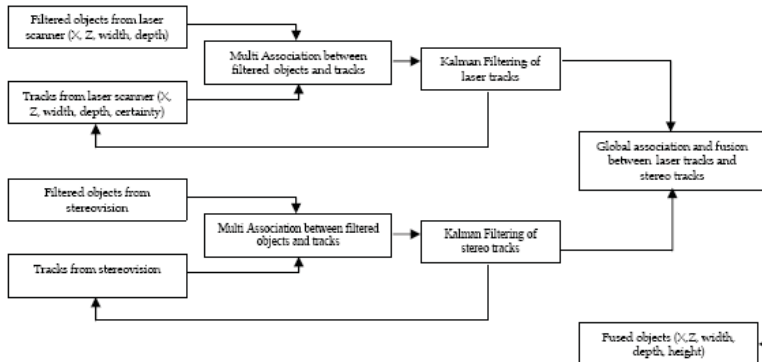 Filtered objects from laser
scanner (X, Z, width, depth)
Multi Association between
filtered objects and tracks
Kalman Filtering of
laser tracks
Tracks from laser scanner (X,
Z, width, depth, certainty)
Global association and fusion
between laser tracks and
stereo tracks
Filtered objects from
stereovision
Multi Association between filtered
objects and tracks
Kalman Filtering of
stereo tracks
Tracks from stereovision
Fused objects (X,Z, width,
depth, height)